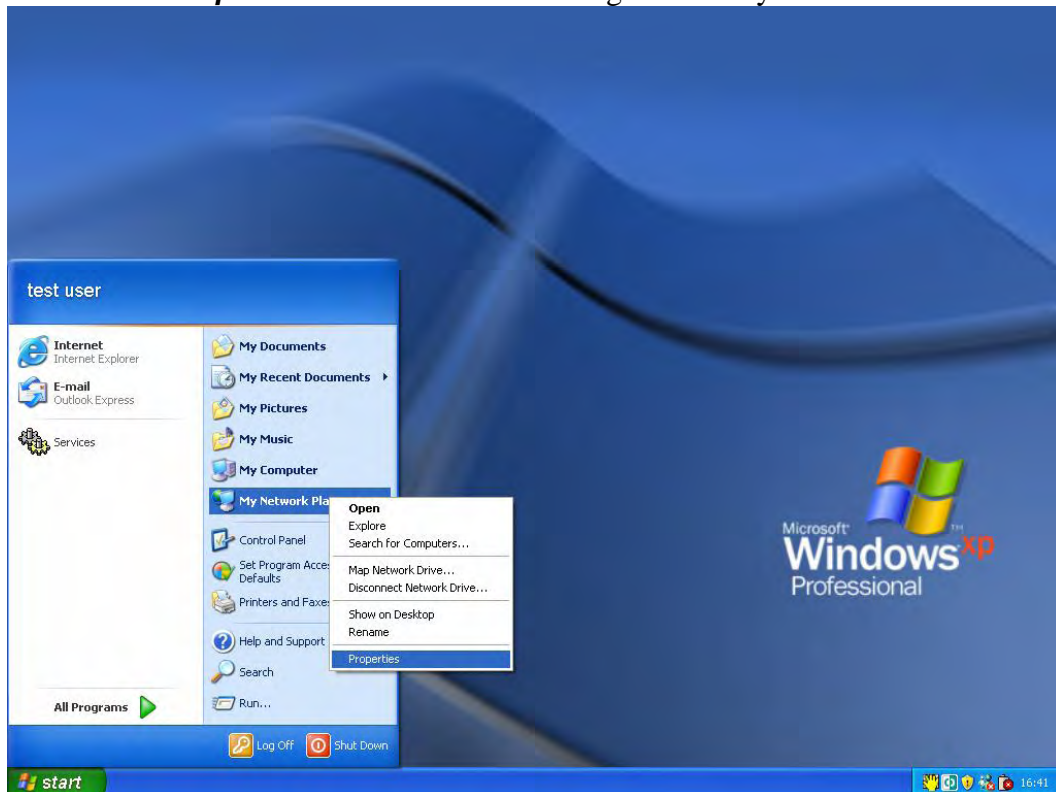 test user
Internet
Internet Explorer
E-mail
Outlook Express
Services
All Programs
My Documents
My Recent Documents
My Pictures
My Music
My Computer
My Network Pla
Control Panel
Set Program Acce
Defaults
Printers and Faxe
Help and Support
Search
Run...
Open
Explore
Search for Computers...
Map Network Drive...
Disconnect Network Drive...
Show on Desktop
Rename
Properties
Log Off
Shut Down
Microsoft
Windows xp
Professional
TM
start
16:41